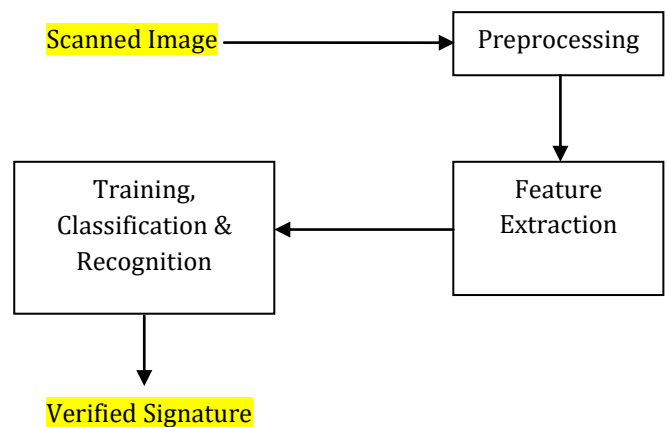 Scanned Image
Preprocessing
Feature
Extraction
Training,
Classification &
Recognition
Verified Signature